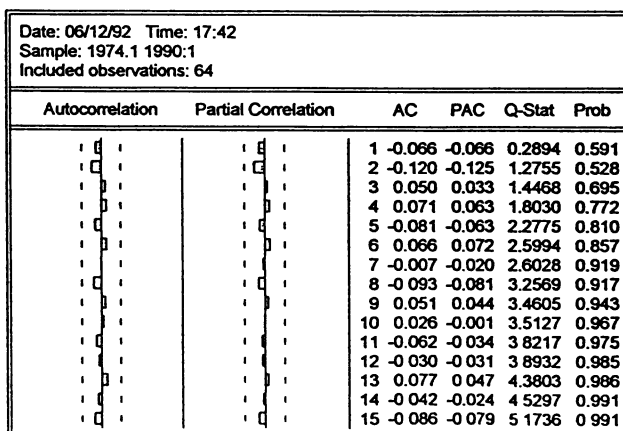 Date: 06/12/92 Time: 17:42
Sample: 1974.1 1990:1
Included observations: 64
Autocorrelation Partial Correlation AC PAC Q-Stat Prob
1 -0.066 -0.066 0.2894 0.591
2 -0.120 -0.125 1.2755 0.528
3 0.050 0.033 1.4468 0.695
4 0.071 0.063 1.8030 0.772
5 -0.081 -0.063 2.2775 0.810
6 0.066 0.072 2.5994 0.857
7 -0.007 -0.020 2.6028 0.919
8 -0 093 -0.081 3.2569 0.917
9 0.051 0.044 3.4605 0.943
10 0.026 -0.001 3.5127 0.967
11 -0.062 -0.034 3 8217 0.975
12 -0 030 -0.031 3 8932 0.985
13 0.077 0 047 4.3803 0.986
14 -0 042 -0.024 4 5297 0.991
15 -0 086 -0 079 5 1736 0 991